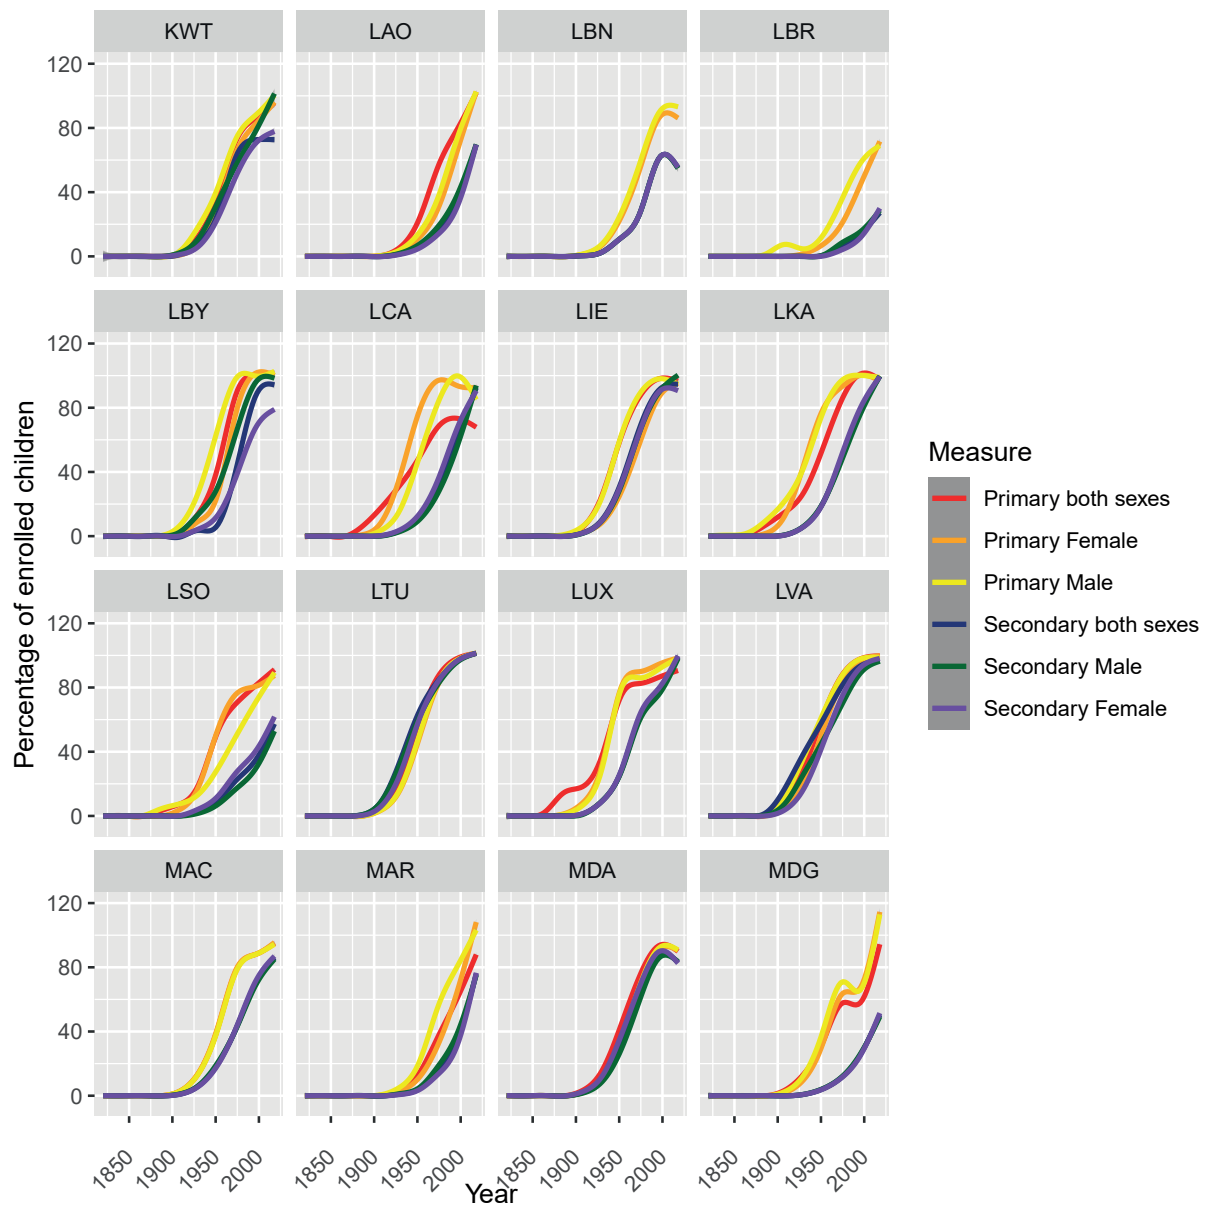 KWT LAO LBN LBR
120
80
40
0
LBY LCA LIE LKA
120
80
40
0
LSO LTU LUX LVA
120
80
40
0
MAC MAR MDA MDG
120
80
40
0
1850 1900 1950 2000 1850 1900 1950 2000 1850 1900 1950 2000 1850 1900 1950 2000
Year
Percentage of enrolled children
Measure
Primary both sexes
Primary Female
Primary Male
Secondary both sexes
Secondary Male
Secondary Female